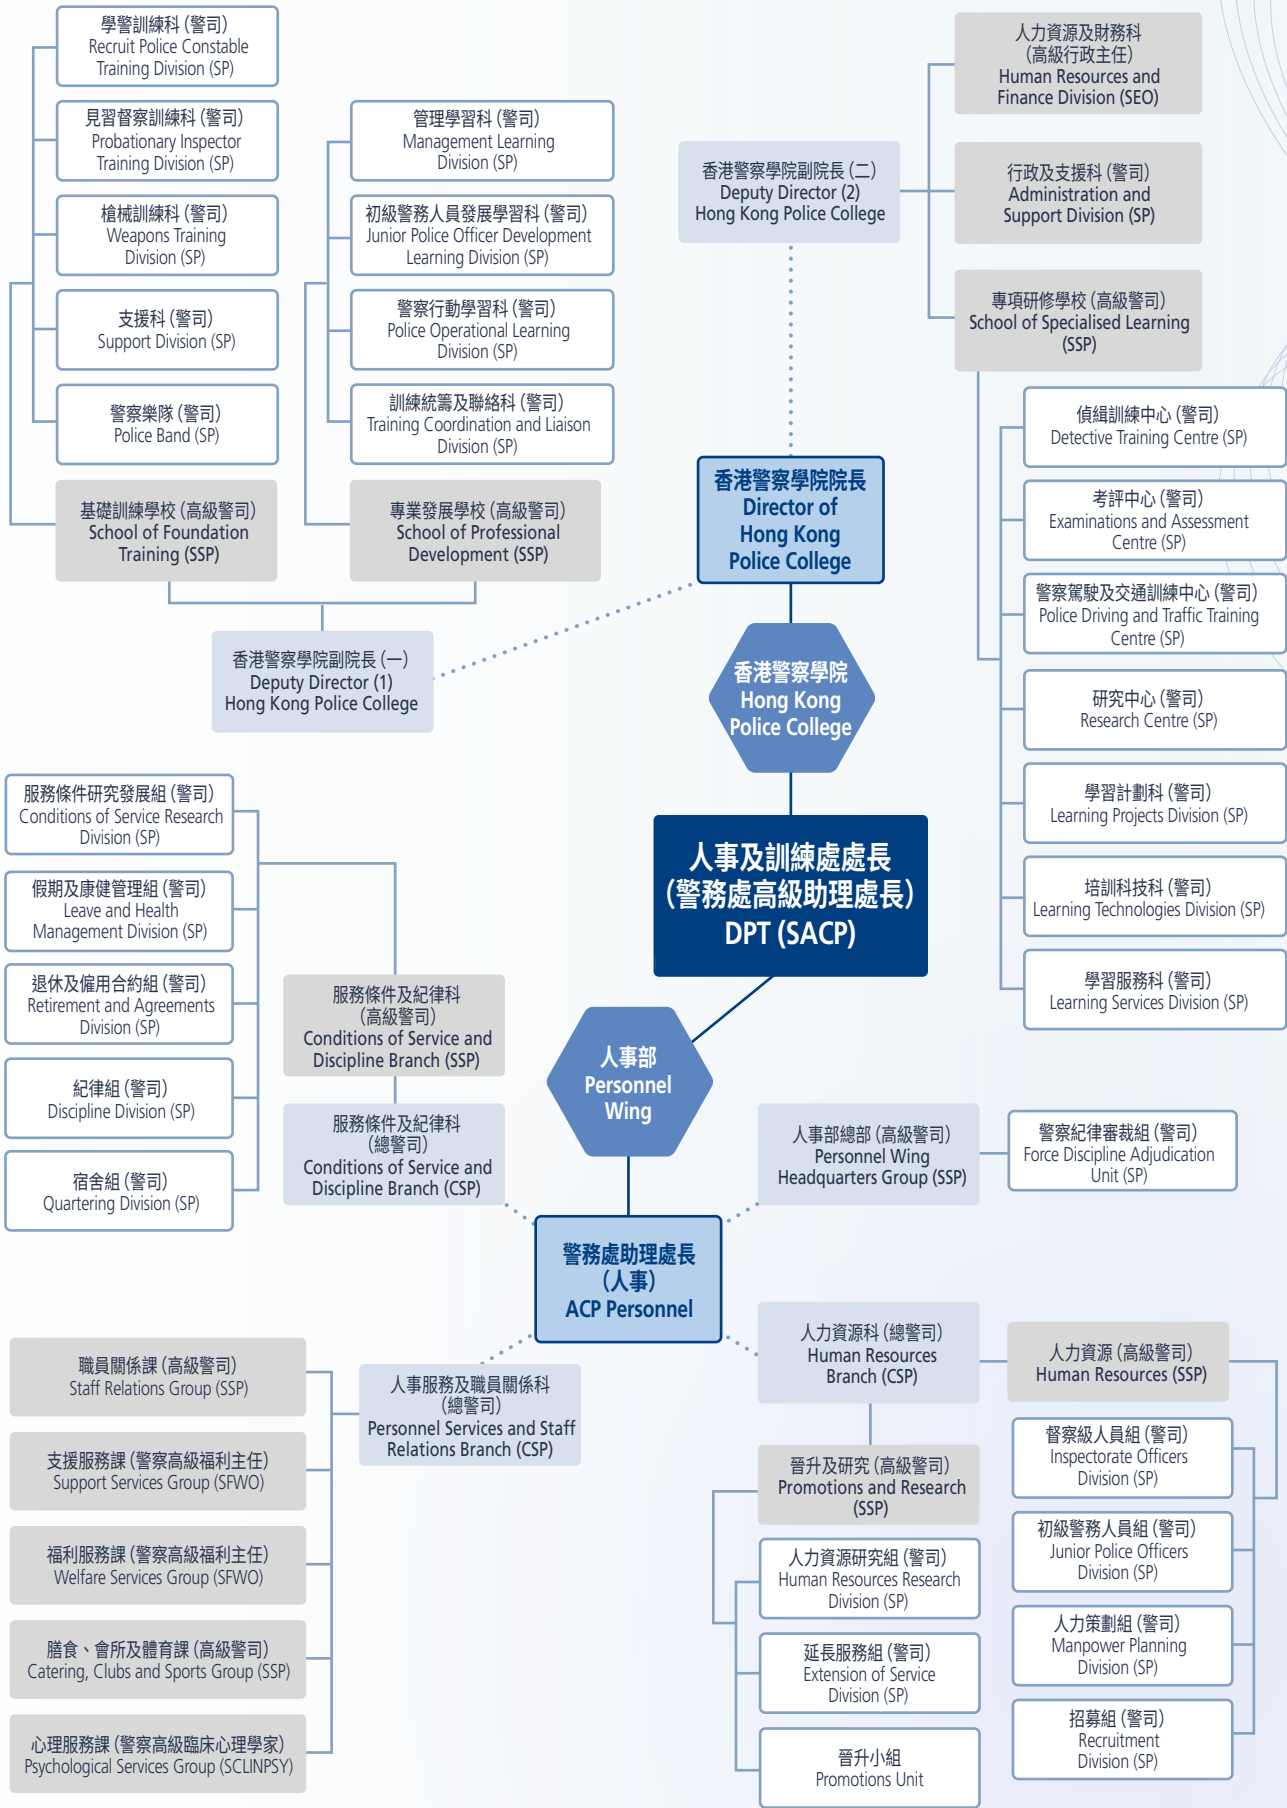 學警訓練科 (警司)
Recruit Police Constable
Training Division (SP)
見習督察訓練科 (警司)
Probationary Inspector
Training Division (SP)
槍械訓練科 (警司)
Weapons Training
Division (SP)
支援科 (警司)
Support Division (SP)
警察樂隊 (警司)
Police Band (SP)
基礎訓練學校 (高級警司)
School of Foundation
Training (SSP)
管理學習科 (警司)
Management Learning
Division (SP)
初級警務人員發展學習科 (警司)
Junior Police Officer Development
Learning Division (SP)
警察行動學習科 (警司)
Police Operational Learning
Division (SP)
訓練統籌及聯絡科 (警司)
Training Coordination and Liaison
Division (SP)
專業發展學校 (高級警司)
School of Professional
Development (SSP)
香港警察學院副院長 (一)
Deputy Director (1)
Hong Kong Police College
香港警察學院副院長 (二)
Deputy Director (2)
Hong Kong Police College
人力資源及財務科
(高級行政主任)
Human Resources and
Finance Division (SEO)
行政及支援科 (警司)
Administration and
Support Division (SP)
專項研修學校 (高級警司)
School of Specialised Learning
(SSP)
偵緝訓練中心 (警司)
Detective Training Centre (SP)
考評中心 (警司)
Examinations and Assessment
Centre (SP)
警察駕駛及交通訓練中心 (警司)
Police Driving and Traffic Training
Centre (SP)
研究中心 (警司)
Research Centre (SP)
學習計劃科 (警司)
Learning Projects Division (SP)
培訓科技科 (警司)
Learning Technologies Division (SP)
學習服務科 (警司)
Learning Services Division (SP)
香港警察學院院長
Director of
Hong Kong
Police College
香港警察學院
Hong Kong
Police College
人事及訓練處處長
(警務處高級助理處長)
DPT (SACP)
人事部
Personnel
Wing
服務條件研究發展組 (警司)
Conditions of Service Research
Division (SP)
假期及康健管理組 (警司)
Leave and Health
Management Division (SP)
退休及僱用合約組 (警司)
Retirement and Agreements
Division (SP)
紀律組 (警司)
Discipline Division (SP)
宿舍組 (警司)
Quartering Division (SP)
服務條件及紀律科
(高級警司)
Conditions of Service and
Discipline Branch (SSP)
服務條件及紀律科
(總警司)
Conditions of Service and
Discipline Branch (CSP)
人事部總部 (高級警司)
Personnel Wing
Headquarters Group (SSP)
警察紀律審裁組 (警司)
Force Discipline Adjudication
Unit (SP)
警務處助理處長
(人事)
ACP Personnel
職員關係課 (高級警司)
Staff Relations Group (SSP)
支援服務課 (警察高級福利主任)
Support Services Group (SFWO)
福利服務課 (警察高級福利主任)
Welfare Services Group (SFWO)
膳食、會所及體育課 (高級警司)
Catering, Clubs and Sports Group (SSP)
心理服務課 (警察高級臨床心理學家)
Psychological Services Group (SCLINPSY)
人事服務及職員關係科
(總警司)
Personnel Services and Staff
Relations Branch (CSP)
人力資源科 (總警司)
Human Resources
Branch (CSP)
晉升及研究 (高級警司)
Promotions and Research
(SSP)
人力資源研究組 (警司)
Human Resources Research
Division (SP)
延長服務組 (警司)
Extension of Service
Division (SP)
晉升小組
Promotions Unit
人力資源 (高級警司)
Human Resources (SSP)
督察級人員組 (警司)
Inspectorate Officers
Division (SP)
初級警務人員組 (警司)
Junior Police Officers
Division (SP)
人力策劃組 (警司)
Manpower Planning
Division (SP)
招募組 (警司)
Recruitment
Division (SP)